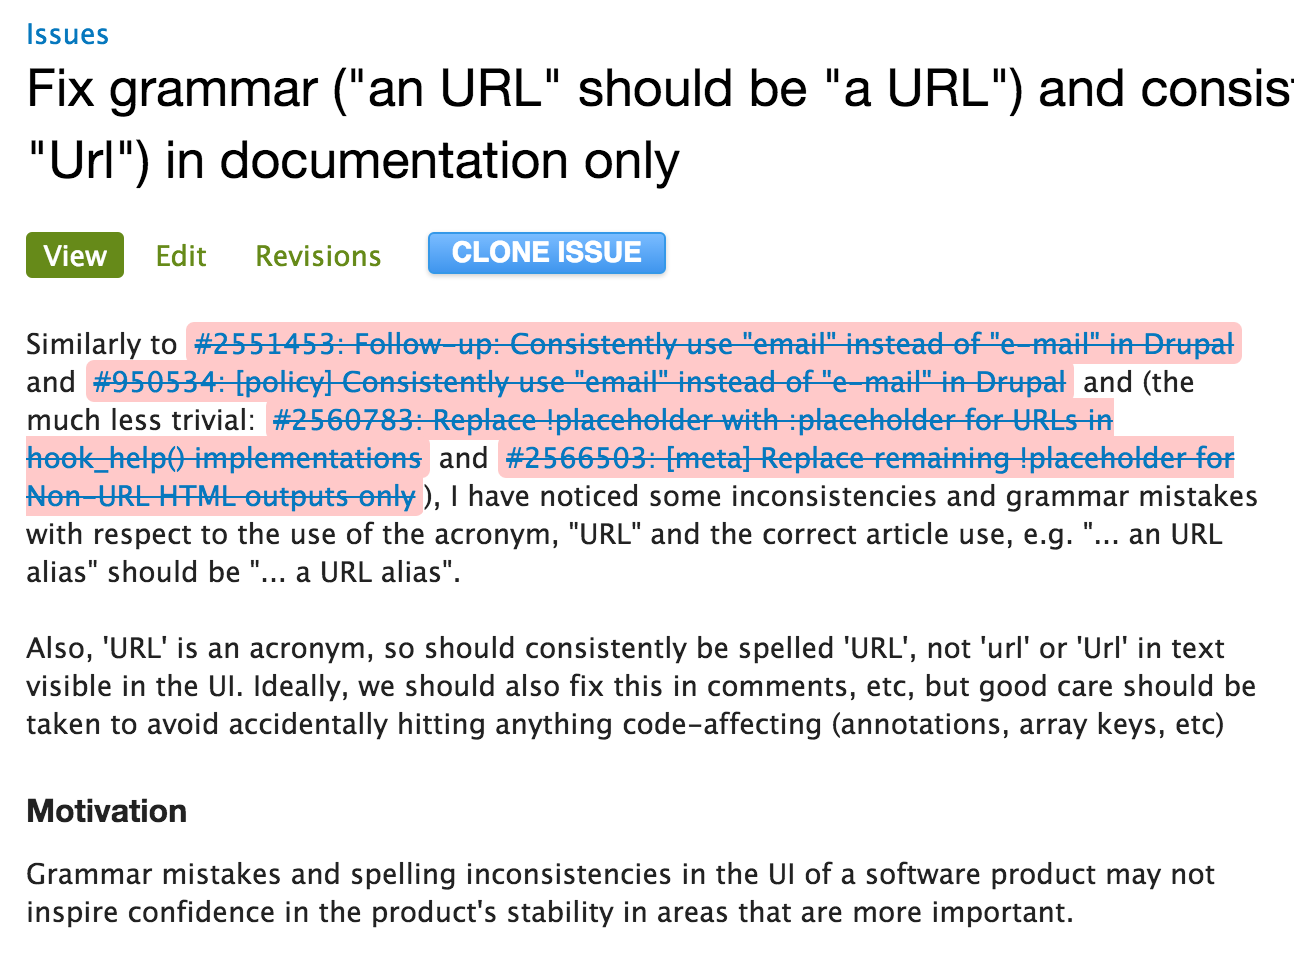 Issues
Fix grammar ("an URL" should be "a URL") and consis
"Url") in documentation only
View Edit Revisions CLONE ISSUE
Similarly to #2551453: Follow-up: Consistently use "email" instead of "e-mail" in Drupal
and #950534: [policy] Consistently use "email" instead of "e-mail" in Drupal and (the
much less trivial: #2560783: Replace !placeholder with :placeholder for URLs in
hook_help() implementations and #2566503: [meta] Replace remaining !placeholder for
Non-URL HTML outputs only), I have noticed some inconsistencies and grammar mistakes
with respect to the use of the acronym, "URL" and the correct article use, e.g. "... an URL
alias" should be "... a URL alias".
Also, 'URL' is an acronym, so should consistently be spelled 'URL', not 'url' or 'Url' in text
visible in the UI. Ideally, we should also fix this in comments, etc, but good care should be
taken to avoid accidentally hitting anything code-affecting (annotations, array keys, etc)
Motivation
Grammar mistakes and spelling inconsistencies in the UI of a software product may not
inspire confidence in the product's stability in areas that are more important.